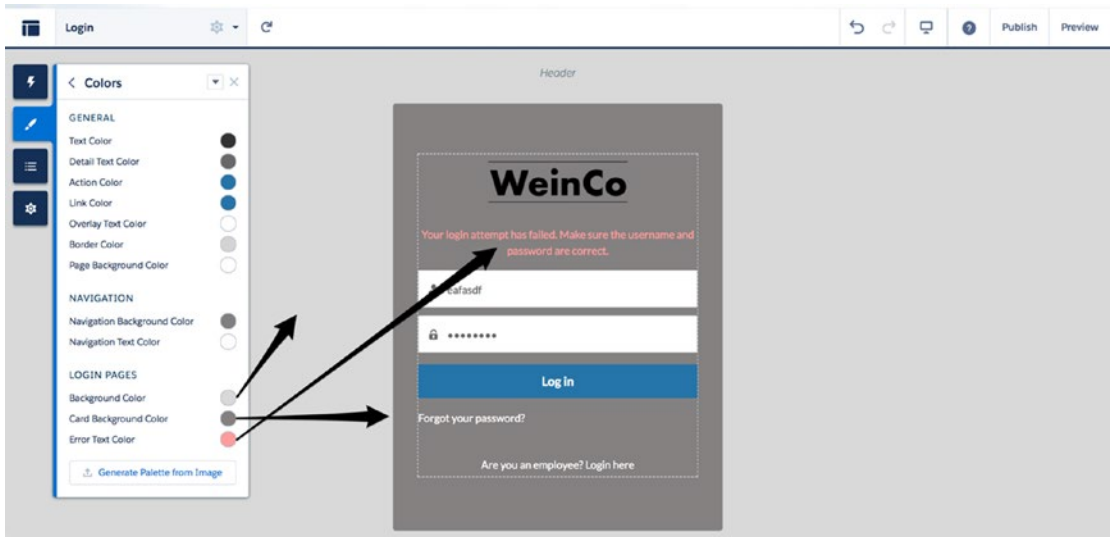 Login
Publish
Preview
Colors
GENERAL
Text Color
Detail Text Color
Action Color
Link Color
Overlay Text Color
Border Color
Page Background Color
NAVIGATION
Navigation Background Color
Navigation Text Color
LOGIN PAGES
Background Color
Card Background Color
Error Text Color
Generate Palette from Image
Header
WeinCo
Your login attempt has failed. Make sure the username and
password are correct.
eafasdf
Log in
Forgot your password?
Are you an employee? Login here